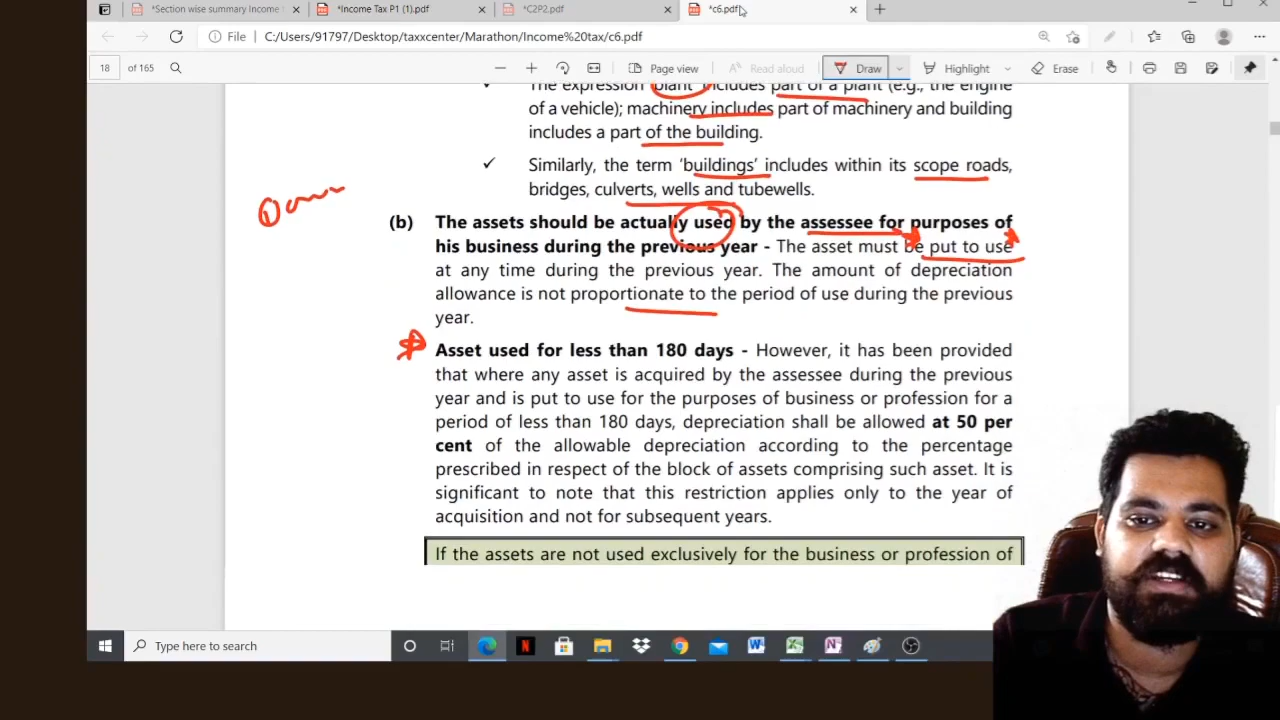 *Section wise summary Income
*Income Tax P1 (1).pdf
*C2P2.pdf
*c6.pdf
File
C:/Users/91797/Desktop/taxxcenter/Marathon/Income%20tax/c6.pdf
18 of 165
Page view
Read aloud
Draw
Highlight
Erase
The expression 'plant' includes part of a plant (e.g., the engine
of a vehicle); machinery includes part of machinery and building
includes a part of the building.
✓ Similarly, the term 'buildings' includes within its scope roads,
bridges, culverts, wells and tubewells.
(b) The assets should be actually used by the assessee for purposes of
his business during the previous year - The asset must be put to use
at any time during the previous year. The amount of depreciation
allowance is not proportionate to the period of use during the previous
year.
Asset used for less than 180 days - However, it has been provided
that where any asset is acquired by the assessee during the previous
year and is put to use for the purposes of business or profession for a
period of less than 180 days, depreciation shall be allowed at 50 per
cent of the allowable depreciation according to the percentage
prescribed in respect of the block of assets comprising such asset. It is
significant to note that this restriction applies only to the year of
acquisition and not for subsequent years.
If the assets are not used exclusively for the business or profession of
Type here to search